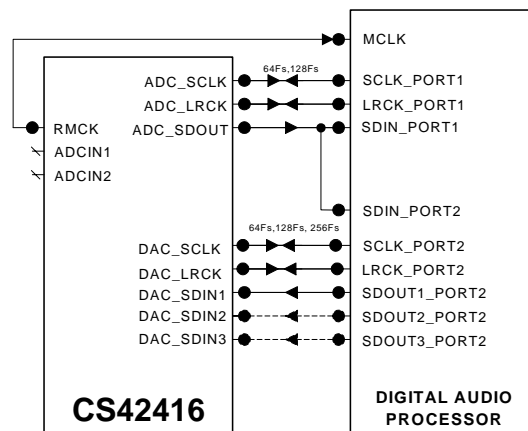 MCLK
64Fs,128Fs
ADC_SCLK
SCLK_PORT1
ADC_LRCK
LRCK_PORT1
RMCK
ADC_SDOUT
SDIN_PORT1
ADCIN1
ADCIN2
SDIN_PORT2
64Fs,128Fs, 256Fs
DAC_SCLK
SCLK_PORT2
DAC_LRCK
LRCK_PORT2
DAC_SDIN1
SDOUT1_PORT2
DAC_SDIN2
SDOUT2_PORT2
DAC_SDIN3
SDOUT3_PORT2
CS42416
DIGITAL AUDIO
PROCESSOR